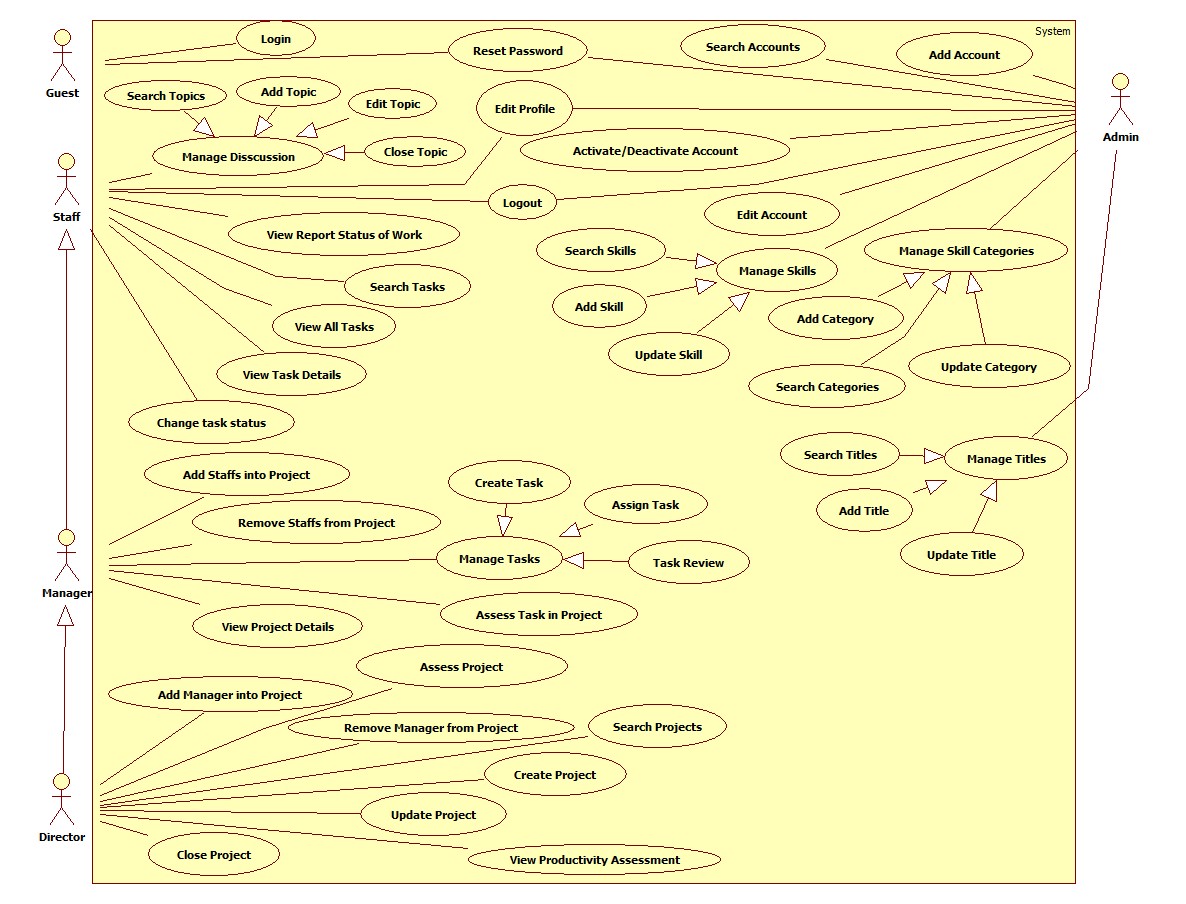 System
Login
Reset Password
Search Accounts
Add Account
Guest
Search Topics
Add Topic
Edit Topic
Edit Profile
Admin
Manage Disscussion
Close Topic
Activate/Deactivate Account
Staff
Logout
Edit Account
View Report Status of Work
Search Skills
Manage Skills
Manage Skill Categories
Search Tasks
Add Skill
Add Category
View All Tasks
Update Skill
Update Category
View Task Details
Search Categories
Change task status
Search Titles
Manage Titles
Add Staffs into Project
Create Task
Assign Task
Add Title
Remove Staffs from Project
Manage Tasks
Task Review
Update Title
Manager
Assess Task in Project
View Project Details
Assess Project
Add Manager into Project
Remove Manager from Project
Search Projects
Create Project
Update Project
Director
Close Project
View Productivity Assessment